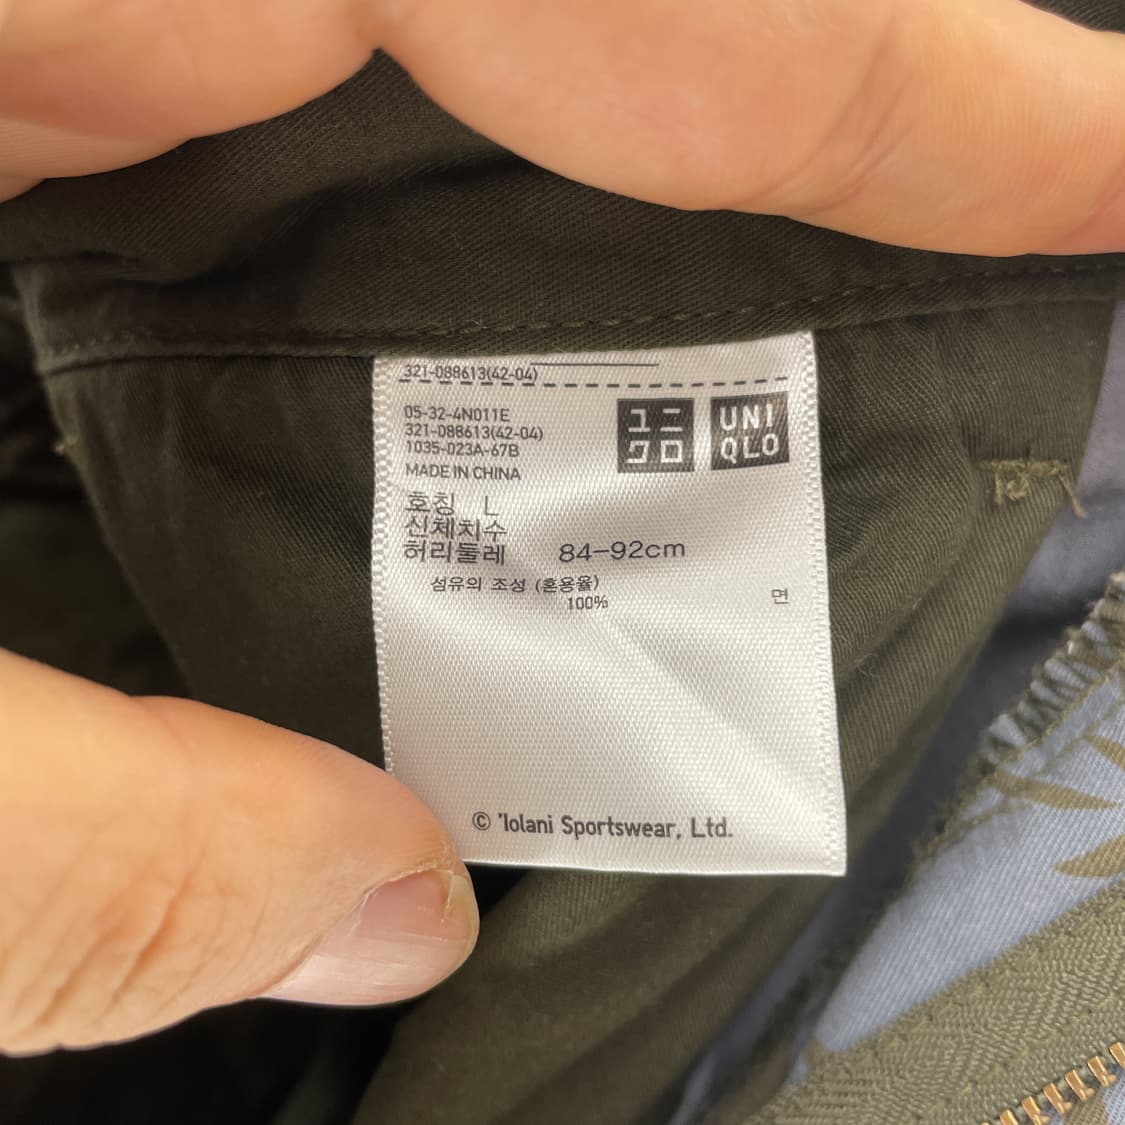 321-088613(42-04)
05-32-4N011E
321-088613(42-04)
1035-023A-67B
MADE IN CHINA
ユニ
クロ
UNI
QLO
호칭 L
신체치수
허리둘레 84-92cm
섬유의 조성 (혼용율)
100% 면
© 'Iolani Sportswear, Ltd.